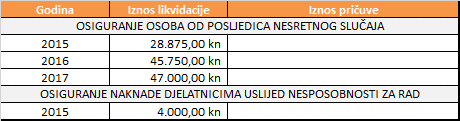 Godina Iznos likvidacije Iznos pričuve
OSIGURANJE OSOBA OD POSLJEDICA NESRETNOG SLUČAJA
2015 28.875,00 kn
2016 45.750,00 kn
2017 47.000,00 kn
OSIGURANJE NAKNADE DJELATNICIMA USLIJED NESPOSOBNOSTI ZA RAD
2015 4.000,00 kn